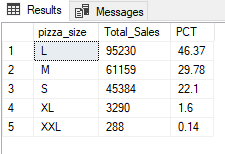 Results Messages
pizza_size Total_Sales PCT
1 L 95230 46.37
2 M 61159 29.78
3 S 45384 22.1
4 XL 3290 1.6
5 XXL 288 0.14